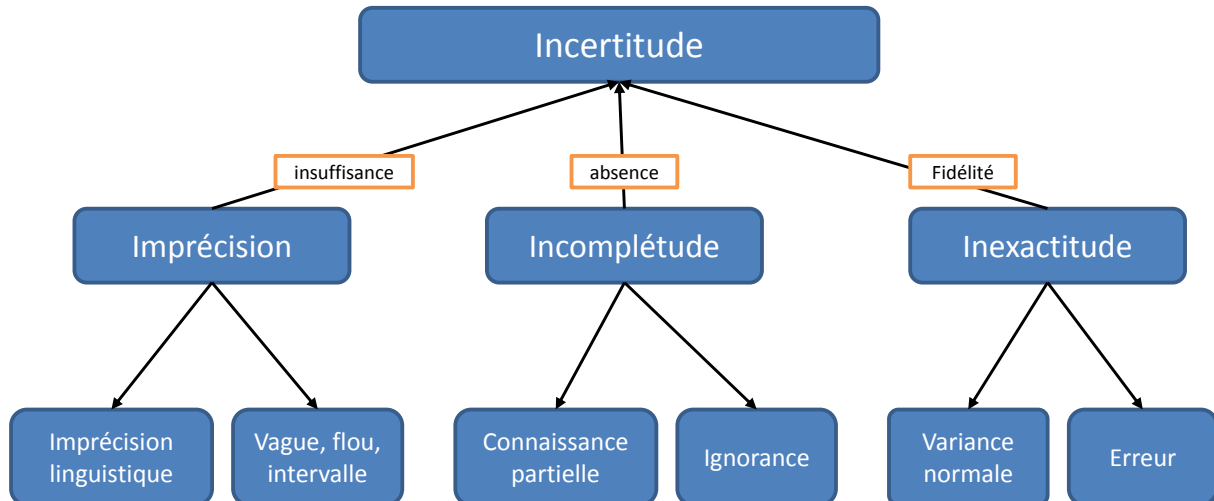 Incertitude
insuffisance
absence
Fidélité
Imprécision
Incomplétude
Inexactitude
Imprécision
linguistique
Vague, flou,
intervalle
Connaissance
partielle
Ignorance
Variance
normale
Erreur